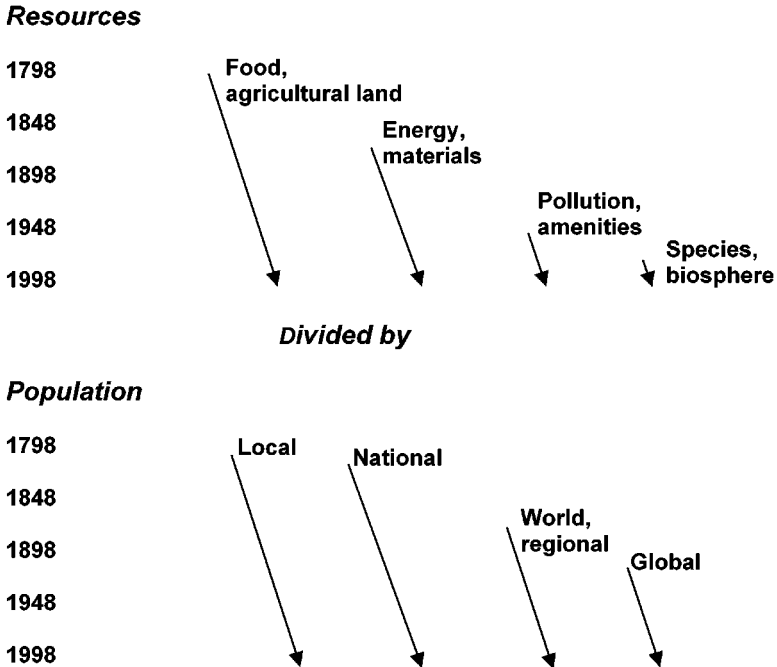 Resources
1798
Food,
agricultural land
1848
Energy,
materials
1898
Pollution,
amenities
1948
Species,
biosphere
1998
Divided by
Population
1798
Local
National
1848
World,
regional
1898
Global
1948
1998